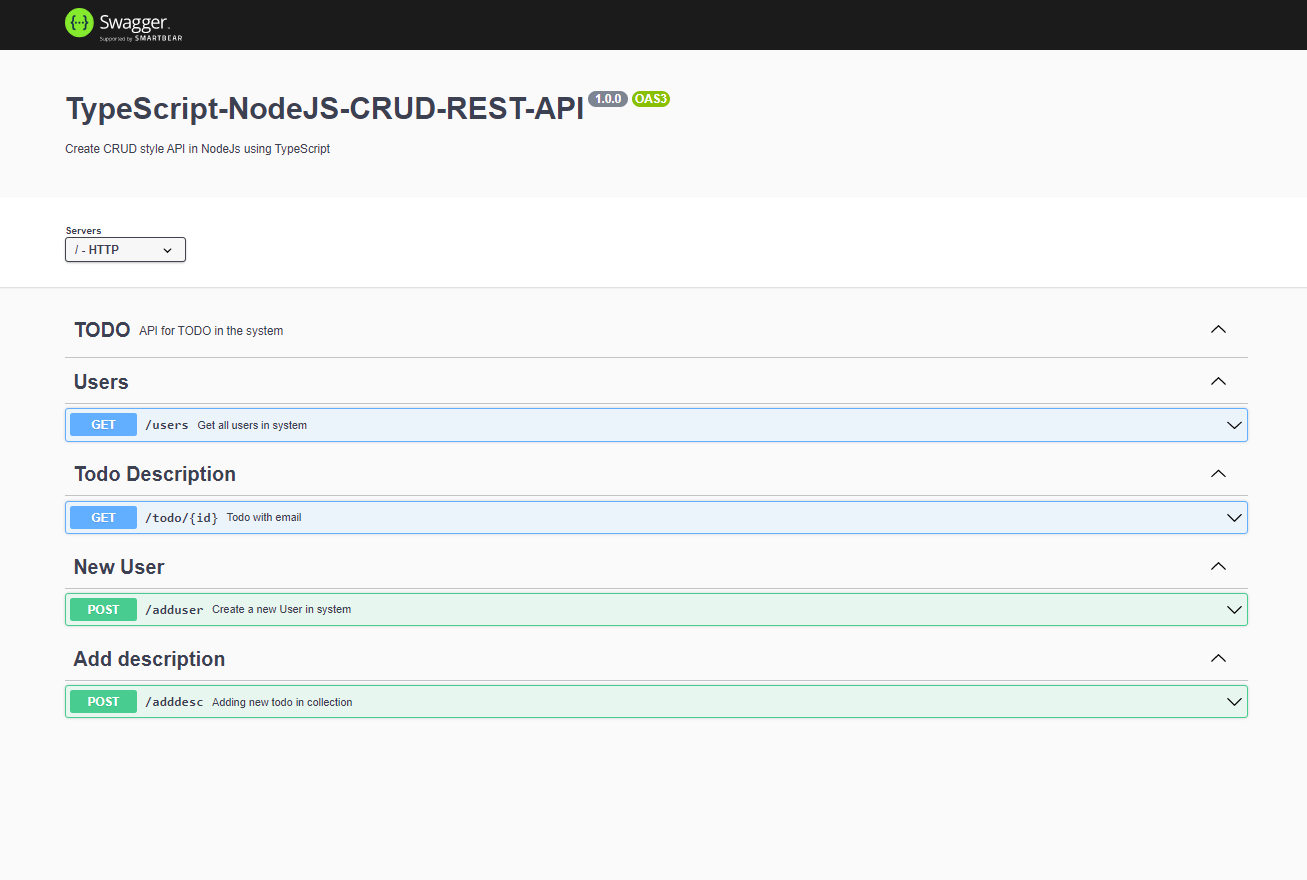 {···} Swagger.
Supported by SMARTBEAR
TypeScript-NodeJS-CRUD-REST-API 1.0.0 OAS3
Create CRUD style API in NodeJs using TypeScript
Servers
/ - HTTP
TODO API for TODO in the system
Users
GET /users Get all users in system
Todo Description
GET /todo/{id} Todo with email
New User
POST /adduser Create a new User in system
Add description
POST /adddesc Adding new todo in collection